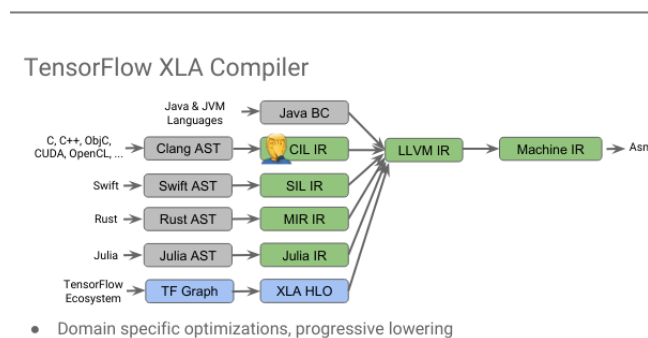 TensorFlow XLA Compiler
Java & JVM
Languages
Java BC
C, C++, ObjC,
CUDA, OpenCL, ...
Clang AST
CIL IR
LLVM IR
Machine IR
Asm
Swift
Swift AST
SIL IR
Rust
Rust AST
MIR IR
Julia
Julia AST
Julia IR
TensorFlow
Ecosystem
TF Graph
XLA HLO
• Domain specific optimizations, progressive lowering